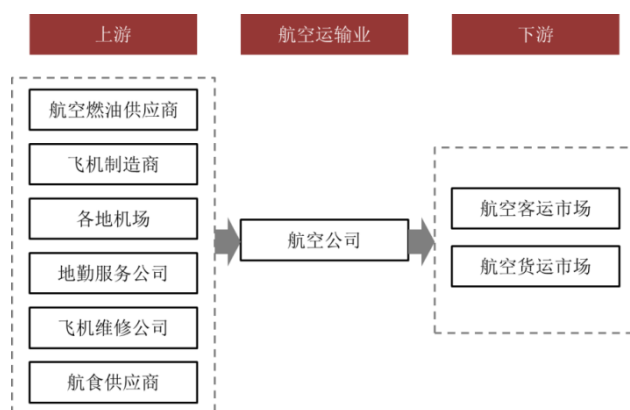 上游
航空运输业
下游
航空燃油供应商
飞机制造商
各地机场
地勤服务公司
飞机维修公司
航食供应商
航空公司
航空客运市场
航空货运市场